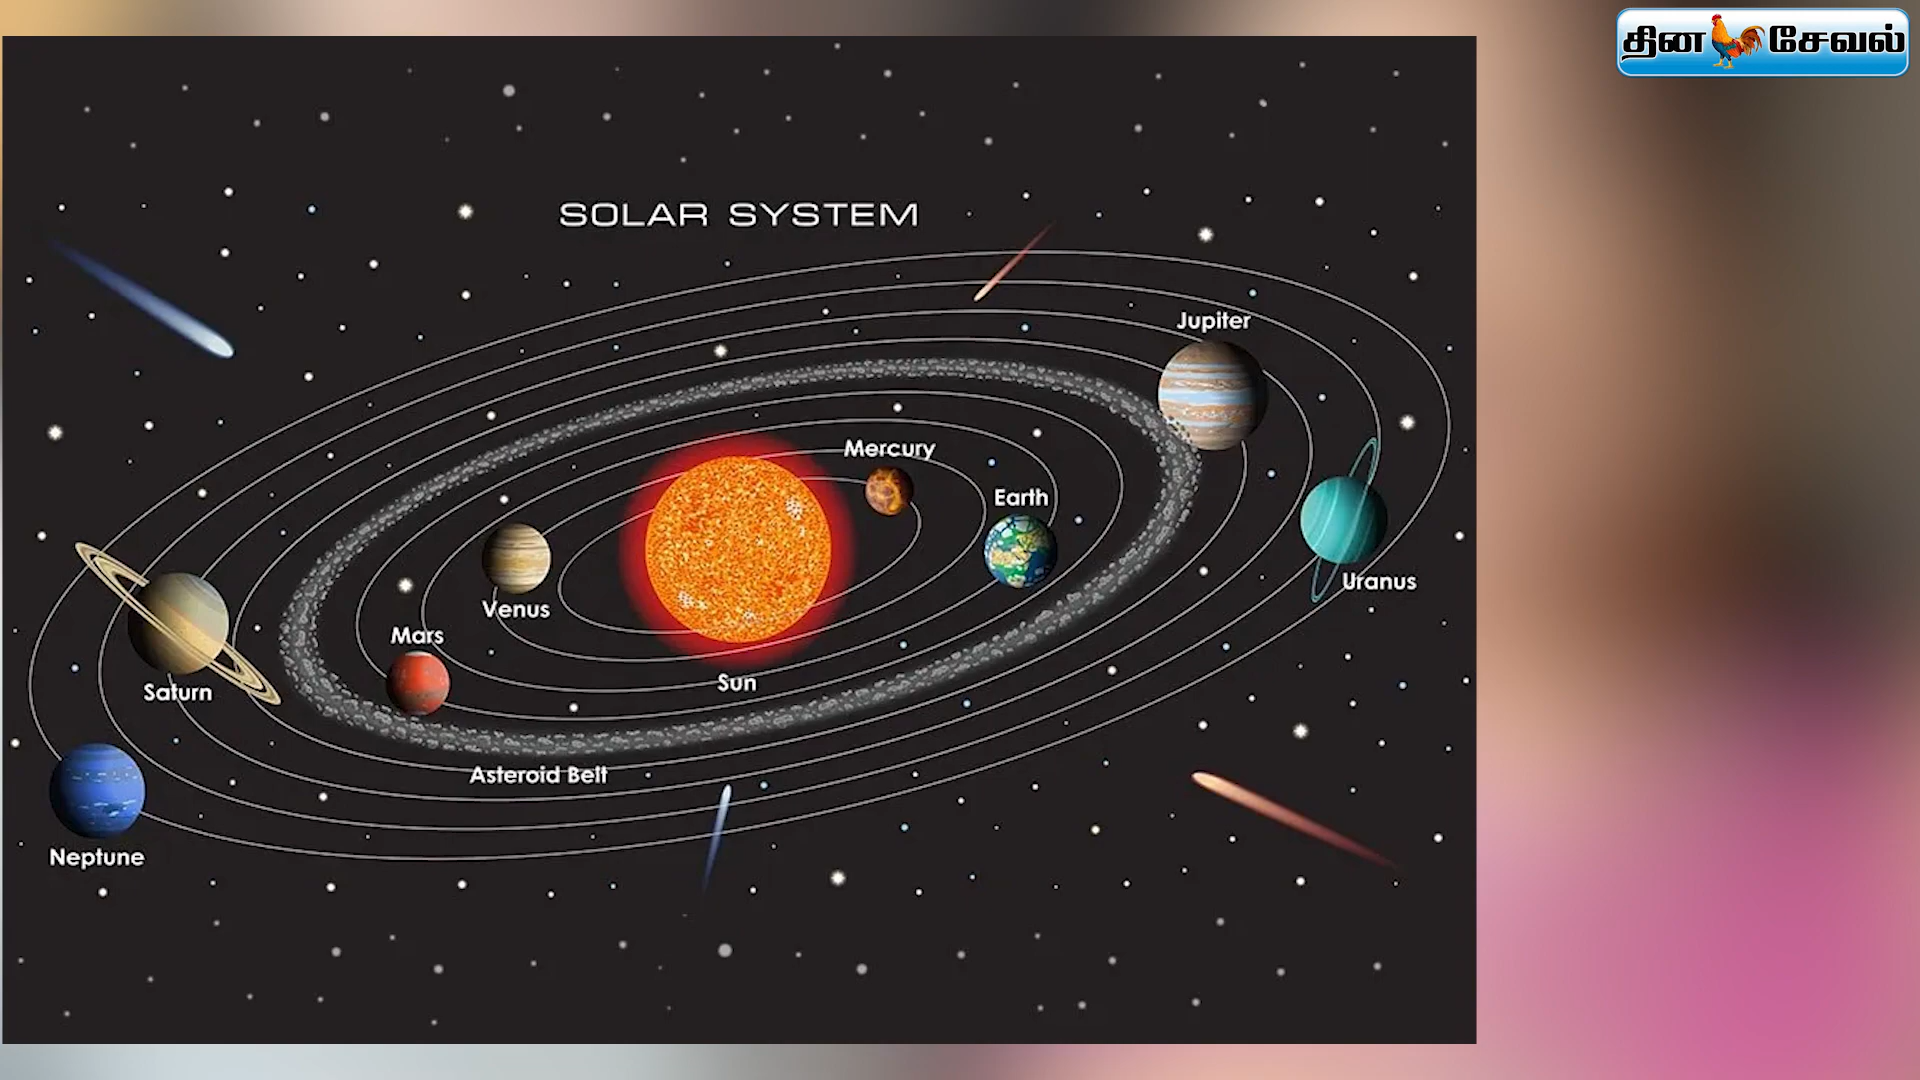 தின சேவல்
SOLAR SYSTEM
Jupiter
Mercury
Earth
Uranus
Venus
Mars
Sun
Saturn
Asteroid Belt
Neptune